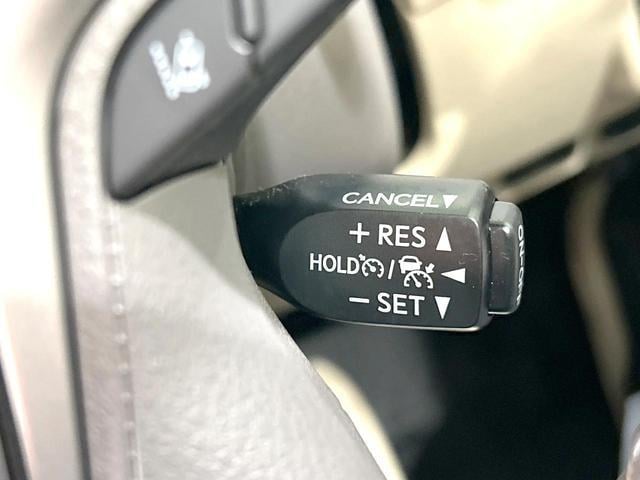 CANCEL▼
+ RES ▲
HOLD / ◀
− SET ▼
ON·OFF